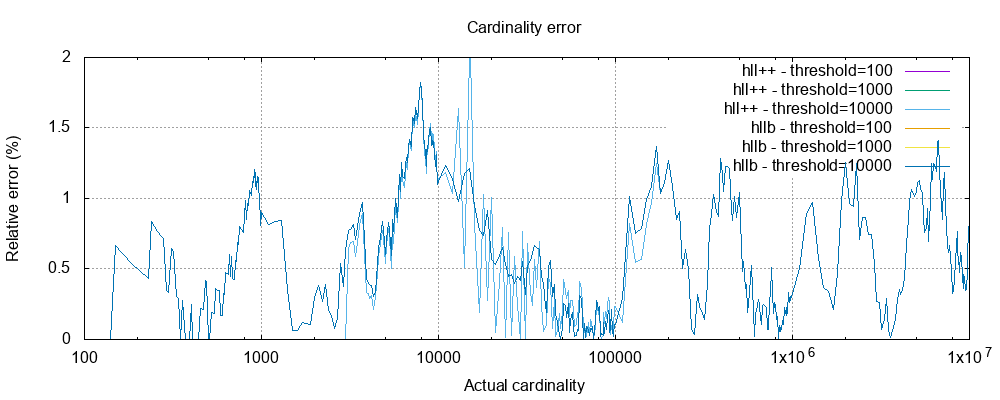 Cardinality error
2
1.5
1
0.5
0
Relative error (%)
hll++ - threshold=100
hll++ - threshold=1000
hll++ - threshold=10000
hllb - threshold=100
hllb - threshold=1000
hllb - threshold=10000
100 1000 10000 100000 1x10^6 1x10^7
Actual cardinality